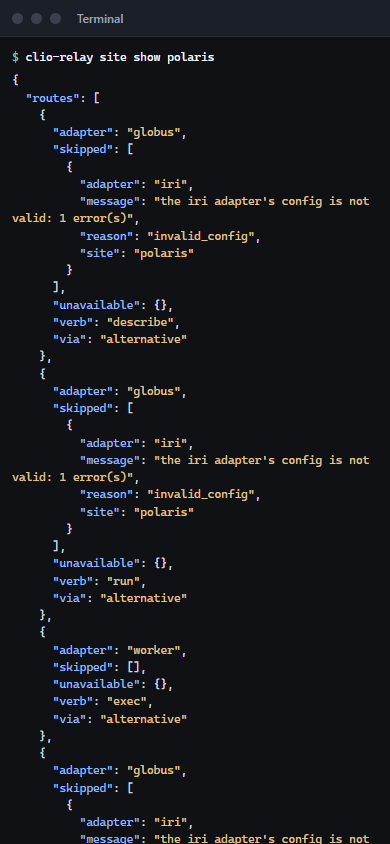 Terminal
$ clio-relay site show polaris
{
  "routes": [
    {
      "adapter": "globus",
      "skipped": [
        {
          "adapter": "iri",
          "message": "the iri adapter's config is not
valid: 1 error(s)",
          "reason": "invalid_config",
          "site": "polaris"
        }
      ],
      "unavailable": {},
      "verb": "describe",
      "via": "alternative"
    },
    {
      "adapter": "globus",
      "skipped": [
        {
          "adapter": "iri",
          "message": "the iri adapter's config is not
valid: 1 error(s)",
          "reason": "invalid_config",
          "site": "polaris"
        }
      ],
      "unavailable": {},
      "verb": "run",
      "via": "alternative"
    },
    {
      "adapter": "worker",
      "skipped": [],
      "unavailable": {},
      "verb": "exec",
      "via": "alternative"
    },
    {
      "adapter": "globus",
      "skipped": [
        {
          "adapter": "iri",
          "message": "the iri adapter's config is not